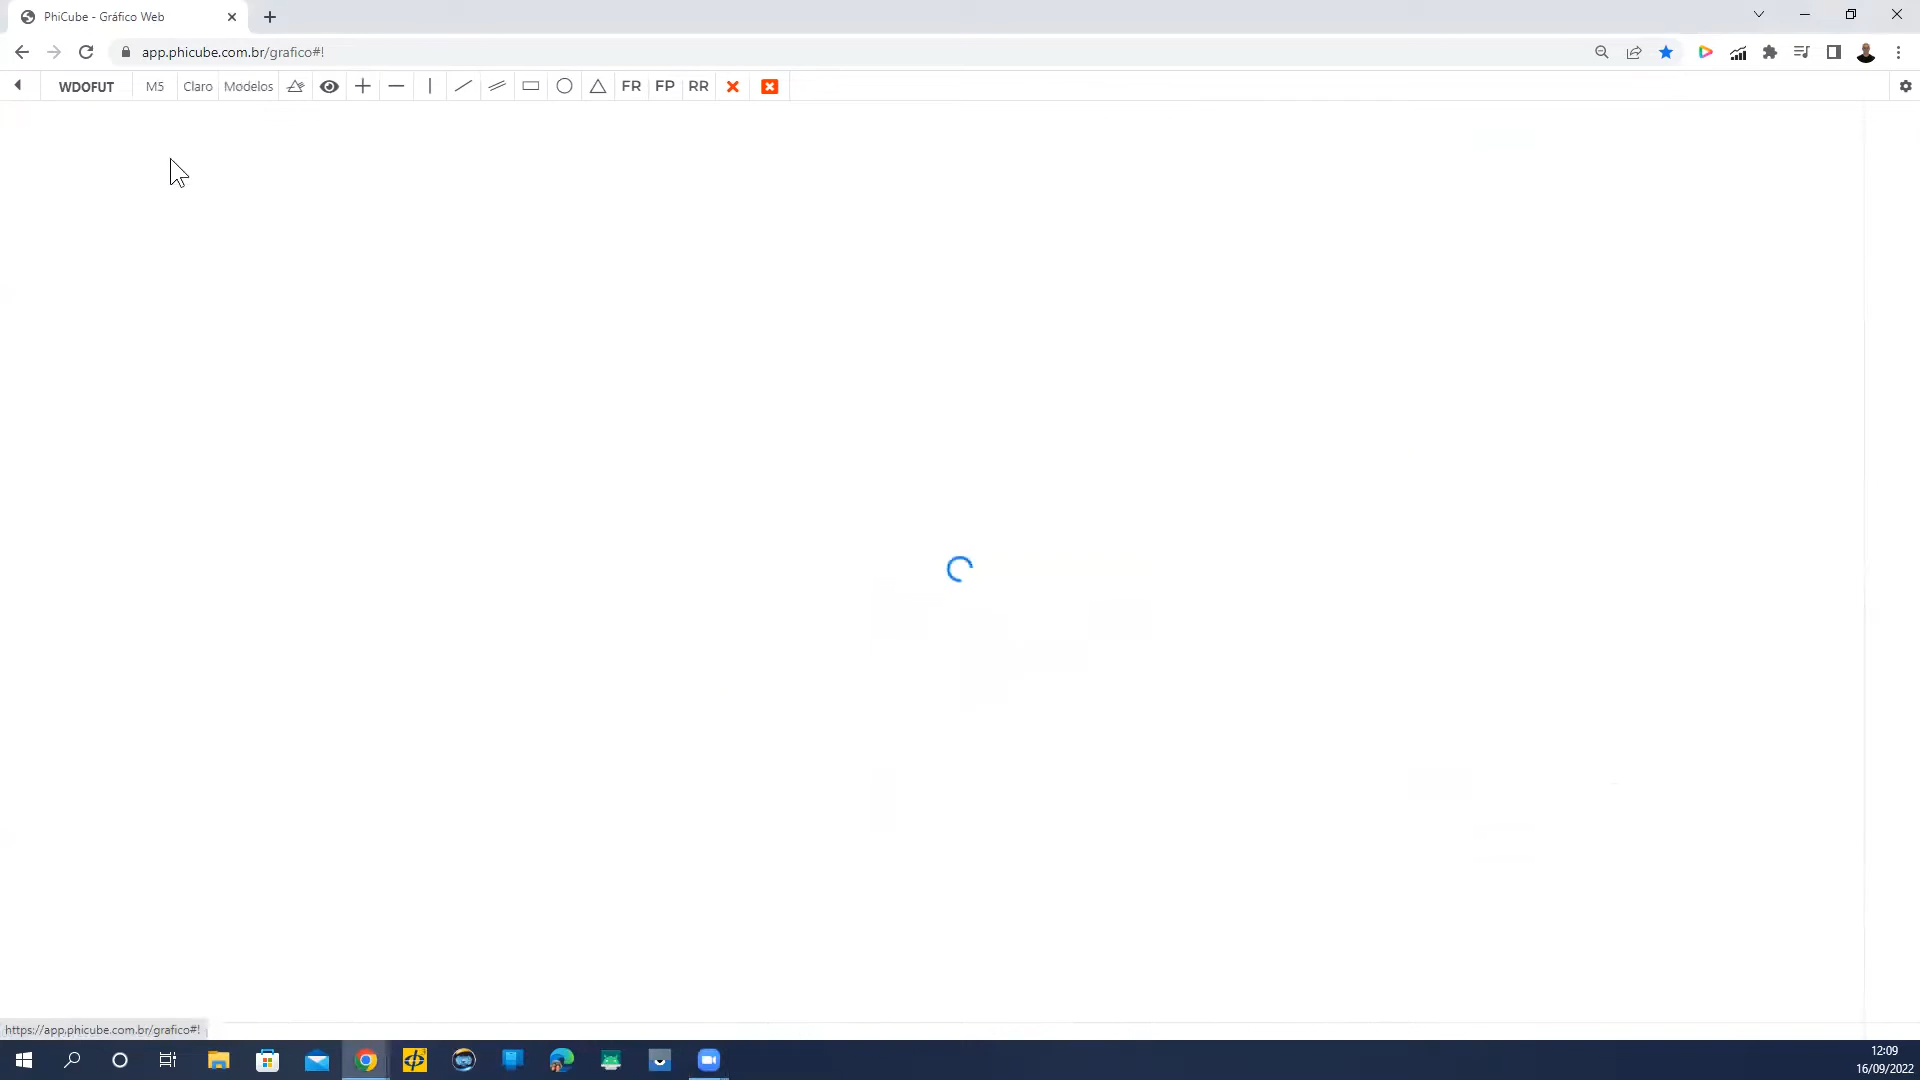 PhiCube - Gráfico Web
app.phicube.com.br/grafico#!
WDOFUT M5 Claro Modelos FR FP RR
https://app.phicube.com.br/grafico#!
12:09
16/09/2022